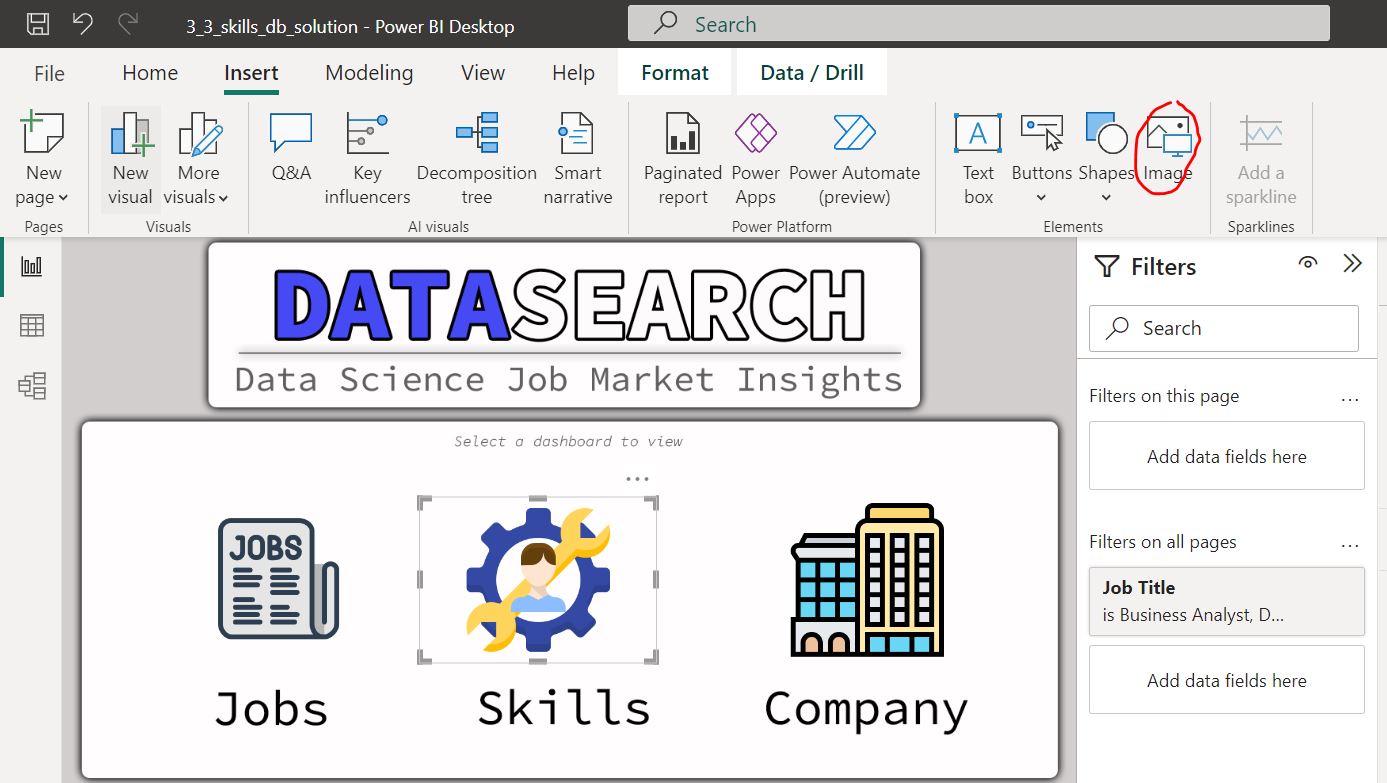 3_3_skills_db_solution - Power BI Desktop
Search
File Home Insert Modeling View Help Format Data / Drill
New page
New visual
More visuals
Q&A
Key influencers
Decomposition tree
Smart narrative
Paginated report
Power Apps
Power Automate (preview)
Text box
Buttons
Shapes
Image
Add a sparkline
Pages Visuals AI visuals Power Platform Elements Sparklines
DATASEARCH
Data Science Job Market Insights
Select a dashboard to view
...
JOBS
Jobs Skills Company
Filters
Search
Filters on this page ...
Add data fields here
Filters on all pages ...
Job Title
is Business Analyst, D...
Add data fields here